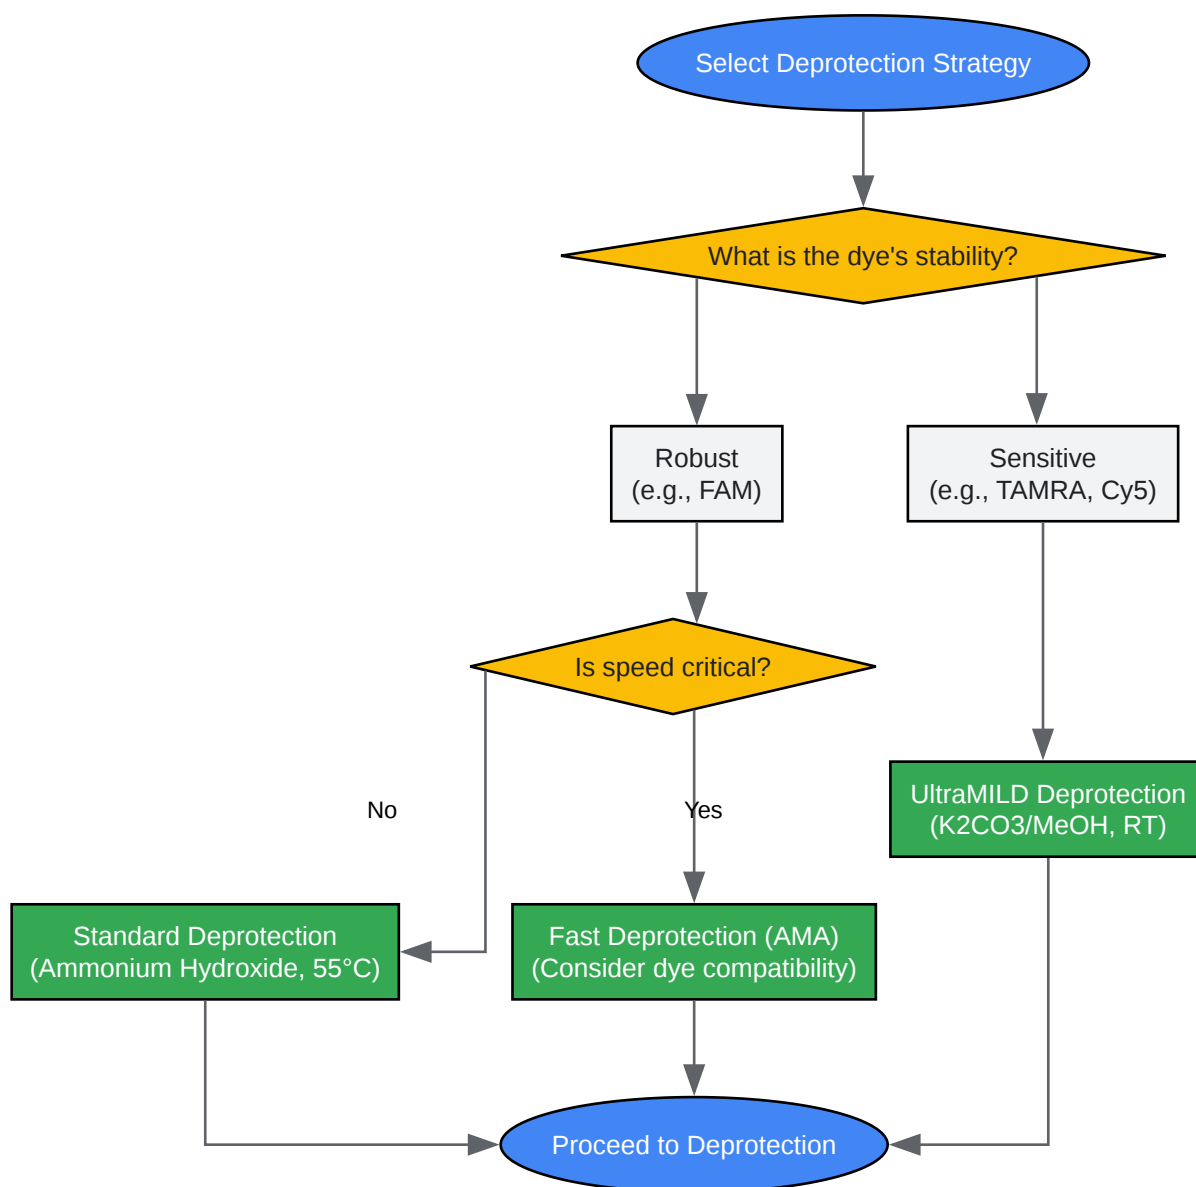 Select Deprotection Strategy
What is the dye's stability?
Robust
(e.g., FAM)
Sensitive
(e.g., TAMRA, Cy5)
Is speed critical?
No
Yes
UltraMILD Deprotection
(K2CO3/MeOH, RT)
Standard Deprotection
(Ammonium Hydroxide, 55°C)
Fast Deprotection (AMA)
(Consider dye compatibility)
Proceed to Deprotection